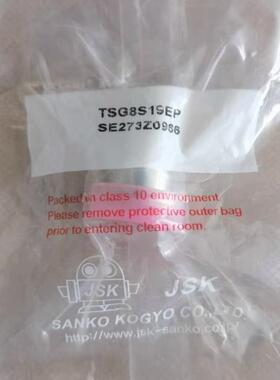 TSG8S19EP
SE273Z0986
Packed in class 10 environment
Please remove protective outer bag
prior to entering clean room.
JSK JSK
SANKO KOGYO CO.,LTD.
http://www.jsk-sanko.co.jp/